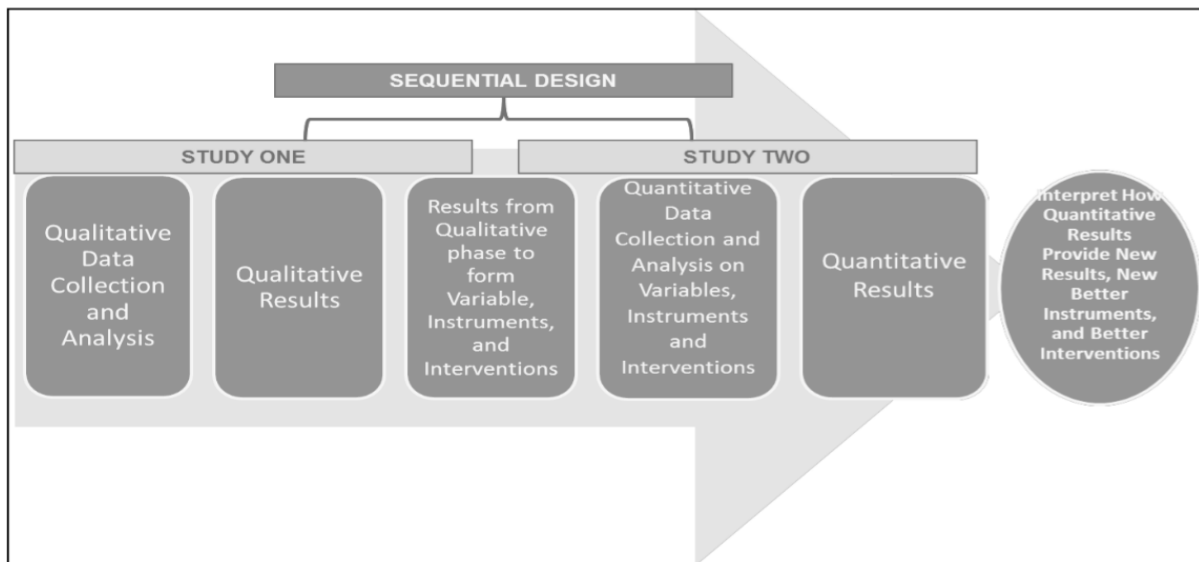 SEQUENTIAL DESIGN
STUDY ONE
STUDY TWO
Qualitative
Data
Collection
and
Analysis
Qualitative
Results
Results from
Qualitative
phase to
form
Variable,
Instruments,
and
Interventions
Quantitative
Data
Collection and
Analysis on
Variables,
Instruments
and
Interventions
Quantitative
Results
Interpret How
Quantitative
Results
Provide New
Results, New
Better
Instruments,
and Better
Interventions